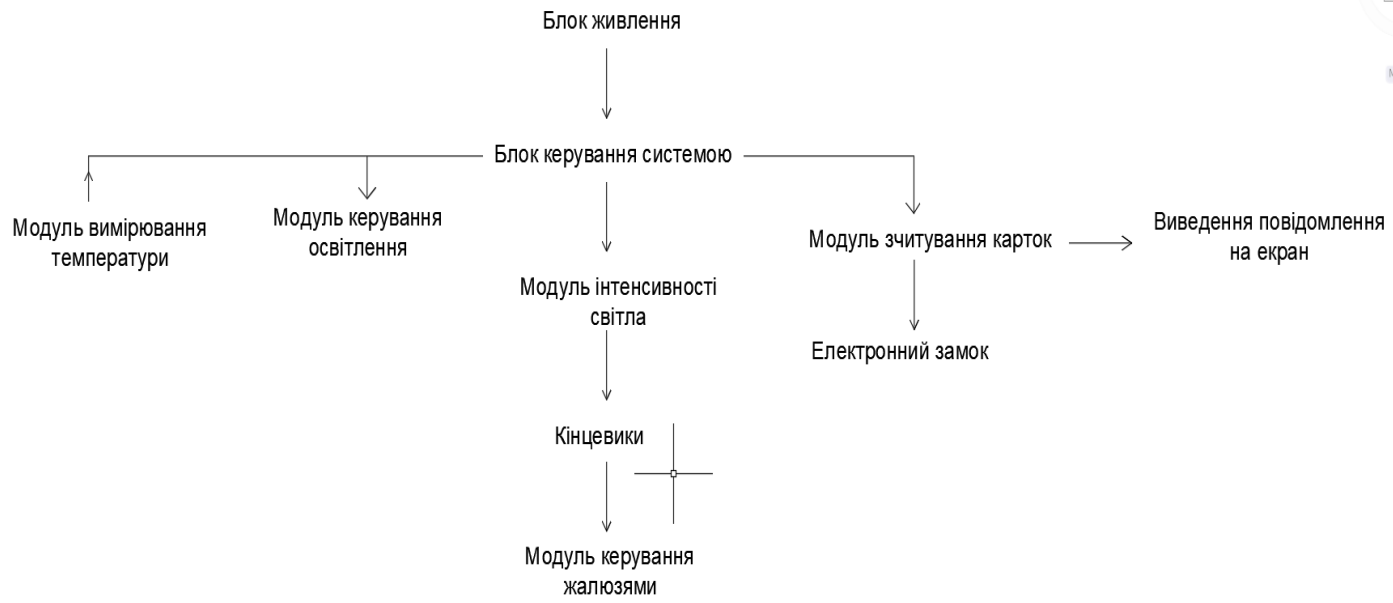 Блок живлення
Блок керування системою
Модуль вимірювання
температури
Модуль керування
освітлення
Модуль інтенсивності
світла
Модуль зчитування карток
Виведення повідомлення
на екран
Електронний замок
Кінцевики
Модуль керування
жалюзями